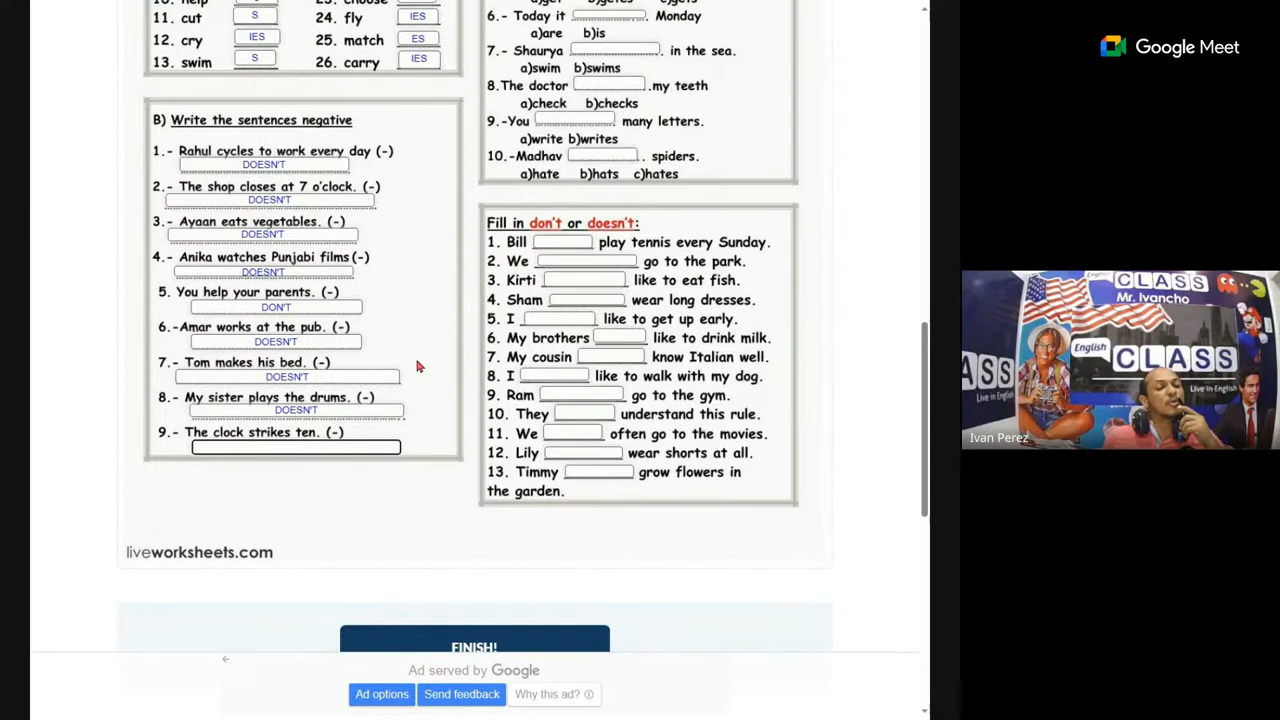 11. cut S 24. fly IES
12. cry IES 25. match ES
13. swim S 26. carry IES
B) Write the sentences negative
1.- Rahul cycles to work every day (-)
DOESN'T
2.- The shop closes at 7 o'clock. (-)
DOESN'T
3.- Ayaan eats vegetables. (-)
DOESN'T
4.- Anika watches Punjabi films (-)
DOESN'T
5. You help your parents. (-)
DON'T
6.-Amar works at the pub. (-)
DOESN'T
7.- Tom makes his bed. (-)
DOESN'T
8.- My sister plays the drums. (-)
DOESN'T
9.- The clock strikes ten. (-)
6.- Today it . Monday
a)are b)is
7.- Shaurya . in the sea.
a)swim b)swims
8.The doctor .my teeth
a)check b)checks
9.-You many letters.
a)write b)writes
10.-Madhav . spiders.
a)hate b)hats c)hates
Fill in don't or doesn't:
1. Bill play tennis every Sunday.
2. We go to the park.
3. Kirti like to eat fish.
4. Sham wear long dresses.
5. I like to get up early.
6. My brothers like to drink milk.
7. My cousin know Italian well.
8. I like to walk with my dog.
9. Ram go to the gym.
10. They understand this rule.
11. We often go to the movies.
12. Lily wear shorts at all.
13. Timmy grow flowers in
the garden.
liveworksheets.com
FINISH!
Ad served by Google
Ad options Send feedback Why this ad?
Google Meet
English
CLASS
Mr. Ivancho
English
CLASS
Live in English
Ivan Perez